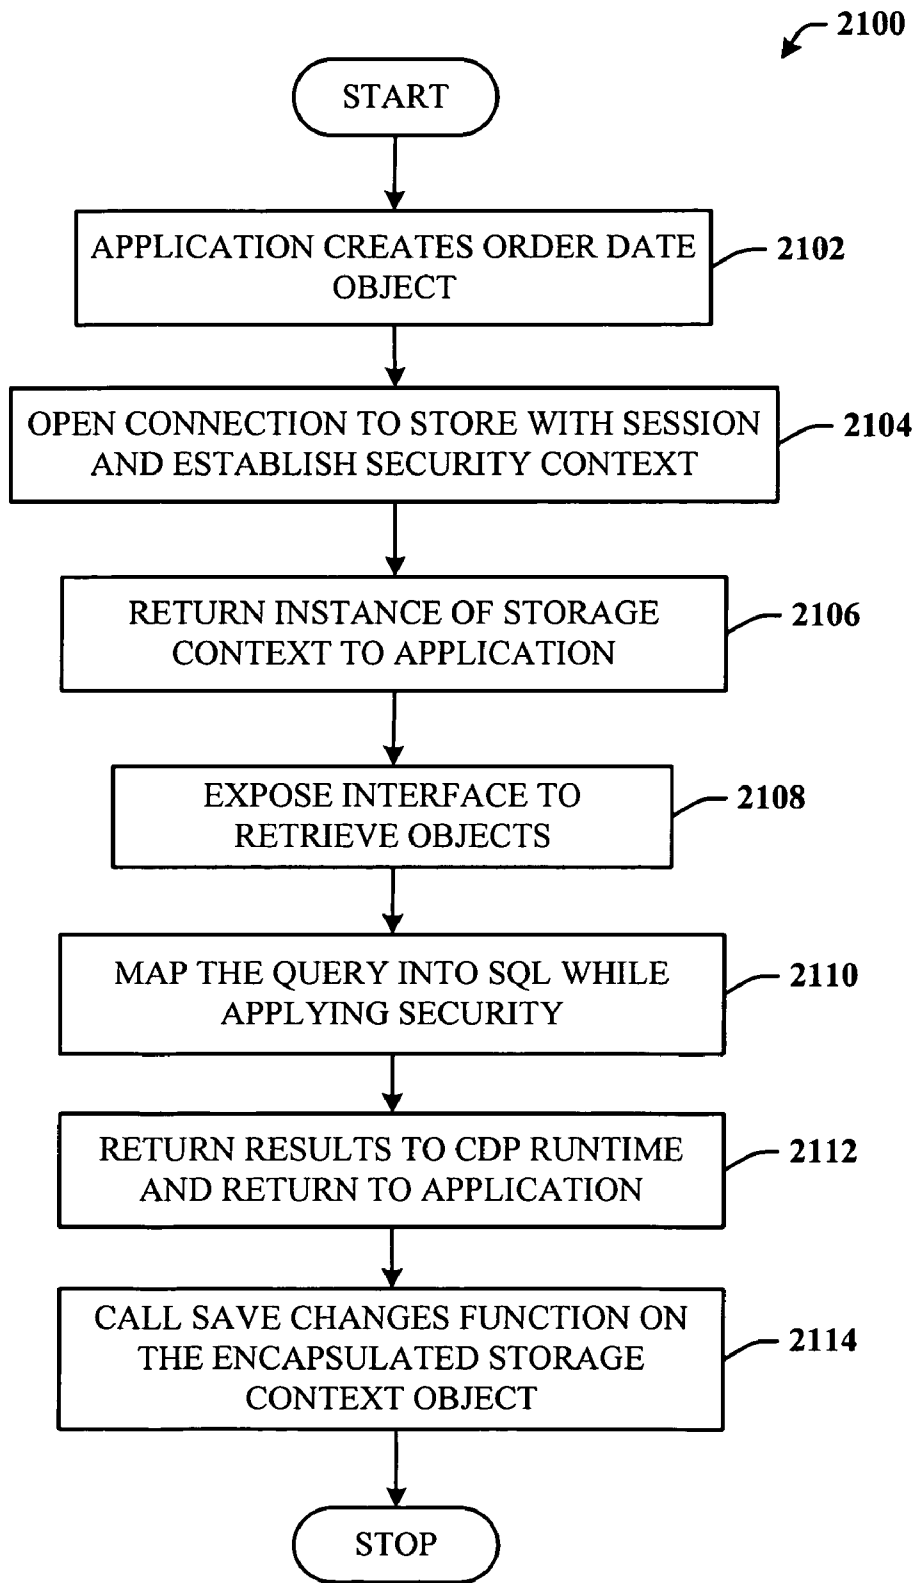 2100
START
APPLICATION CREATES ORDER DATE
OBJECT
2102
OPEN CONNECTION TO STORE WITH SESSION
AND ESTABLISH SECURITY CONTEXT
2104
RETURN INSTANCE OF STORAGE
CONTEXT TO APPLICATION
2106
EXPOSE INTERFACE TO
RETRIEVE OBJECTS
2108
MAP THE QUERY INTO SQL WHILE
APPLYING SECURITY
2110
RETURN RESULTS TO CDP RUNTIME
AND RETURN TO APPLICATION
2112
CALL SAVE CHANGES FUNCTION ON
THE ENCAPSULATED STORAGE
CONTEXT OBJECT
2114
STOP